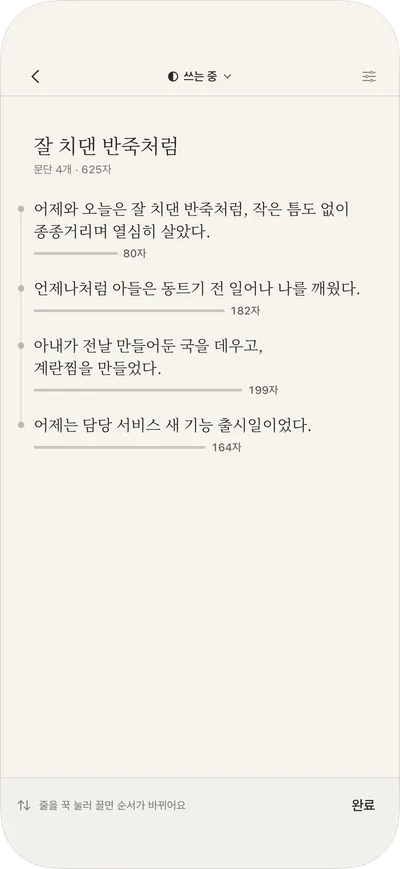 쓰는 중
잘 치댄 반죽처럼
문단 4개 · 625자
어제와 오늘은 잘 치댄 반죽처럼, 작은 틈도 없이
종종거리며 열심히 살았다.
80자
언제나처럼 아들은 동트기 전 일어나 나를 깨웠다.
182자
아내가 전날 만들어둔 국을 데우고,
계란찜을 만들었다.
199자
어제는 담당 서비스 새 기능 출시일이었다.
164자
줄을 꾹 눌러 끌면 순서가 바뀌어요
완료